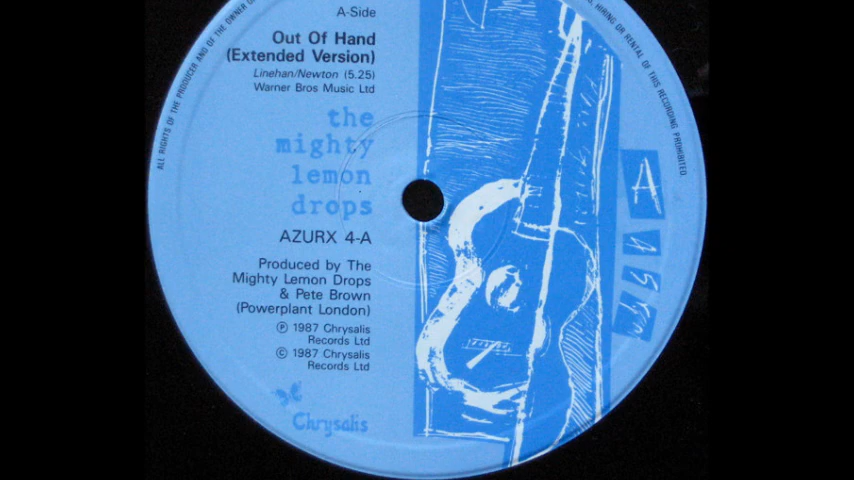 ALL RIGHTS OF THE PRODUCER AND OF THE OWNER OF
HIRING OR RENTAL OF THIS RECORDING PROHIBITED.
A-Side
Out Of Hand
(Extended Version)
Linehan/Newton (5.25)
Warner Bros Music Ltd
the
mighty
lemon
drops
AZURX 4-A
Produced by The
Mighty Lemon Drops
& Pete Brown
(Powerplant London)
℗ 1987 Chrysalis
Records Ltd
© 1987 Chrysalis
Records Ltd
Chrysalis
A